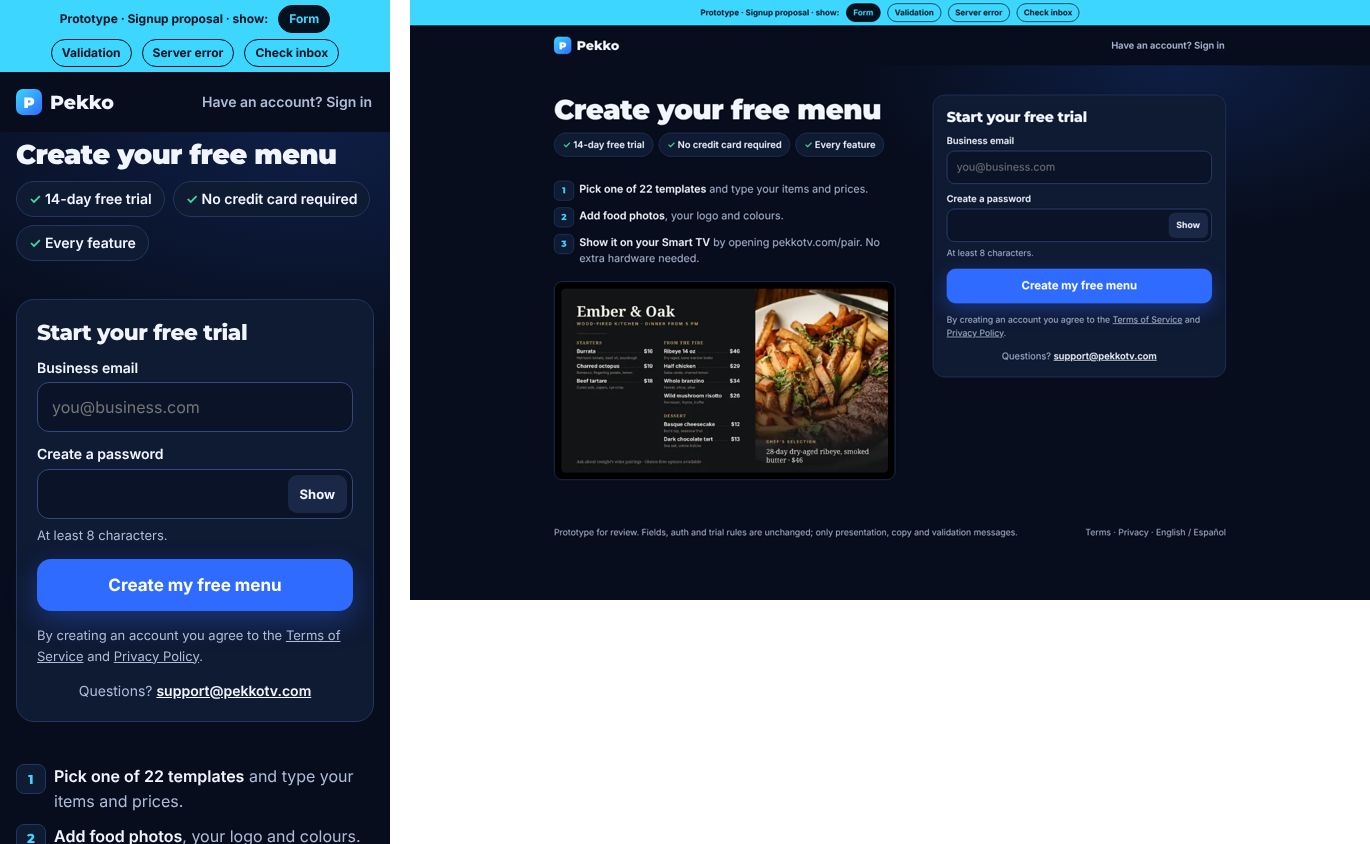 Prototype · Signup proposal · show: Form
Validation Server error Check inbox
P Pekko
Have an account? Sign in
Create your free menu
✓ 14-day free trial ✓ No credit card required
✓ Every feature
Start your free trial
Business email
you@business.com
Create a password
Show
At least 8 characters.
Create my free menu
By creating an account you agree to the Terms of
Service and Privacy Policy.
Questions? support@pekkotv.com
1 Pick one of 22 templates and type your
items and prices.
2 Add food photos, your logo and colours.
Prototype · Signup proposal · show: Form Validation Server error Check inbox
P Pekko
Have an account? Sign in
Create your free menu
✓ 14-day free trial ✓ No credit card required ✓ Every feature
1 Pick one of 22 templates and type your items and prices.
2 Add food photos, your logo and colours.
3 Show it on your Smart TV by opening pekkotv.com/pair. No
extra hardware needed.
Ember & Oak
WOOD-FIRED KITCHEN · DINNER FROM 5 PM
STARTERS
Burrata $16
Charred octopus $19
Beef tartare $18
FROM THE FIRE
Ribeye 14 oz $46
Half chicken $29
Whole branzino $34
Wild mushroom risotto $26
DESSERT
Basque cheesecake $12
Dark chocolate tart $13
CHEF'S SELECTION
28-day dry-aged ribeye, smoked
butter · $46
Start your free trial
Business email
you@business.com
Create a password
Show
At least 8 characters.
Create my free menu
By creating an account you agree to the Terms of Service and
Privacy Policy.
Questions? support@pekkotv.com
Prototype for review. Fields, auth and trial rules are unchanged; only presentation, copy and validation messages.
Terms · Privacy · English / Español